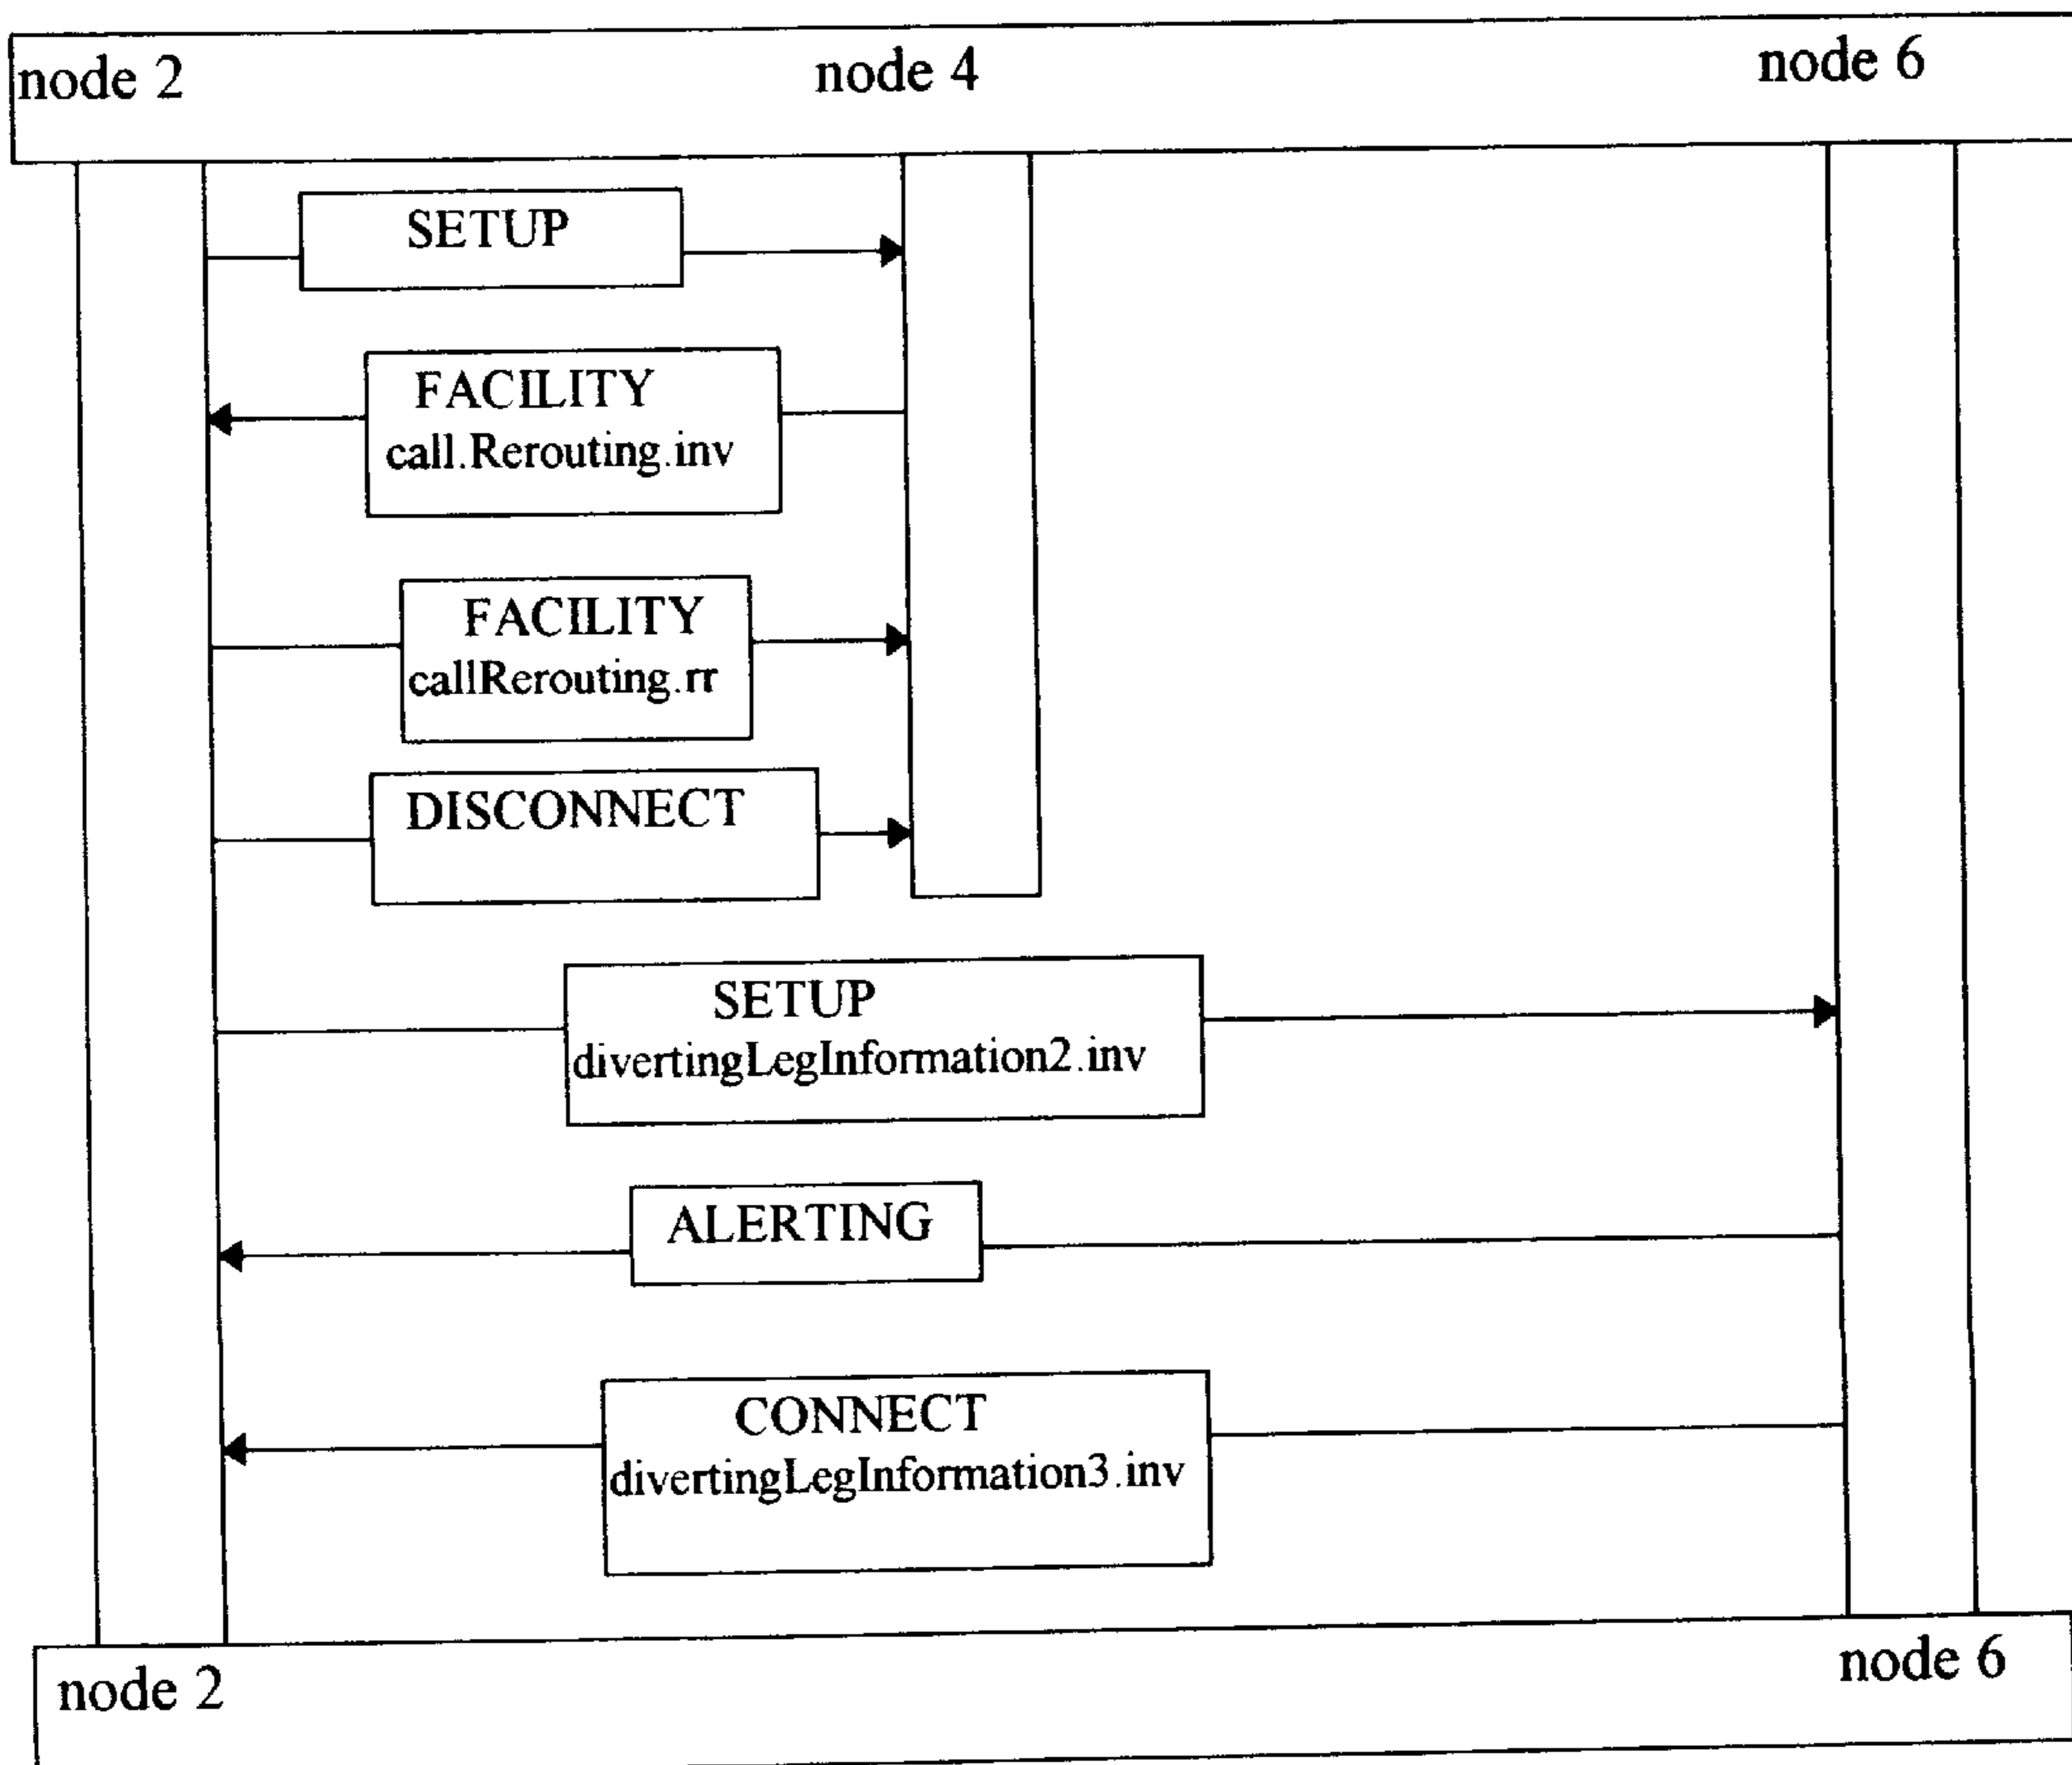 node 2
node 4
node 6
SETUP
FACILITY
call.Rerouting.inv
FACILITY
callRerouting.rr
DISCONNECT
SETUP
divertingLegInformation2.inv
ALERTING
CONNECT
divertingLegInformation3.inv
node 2
node 6